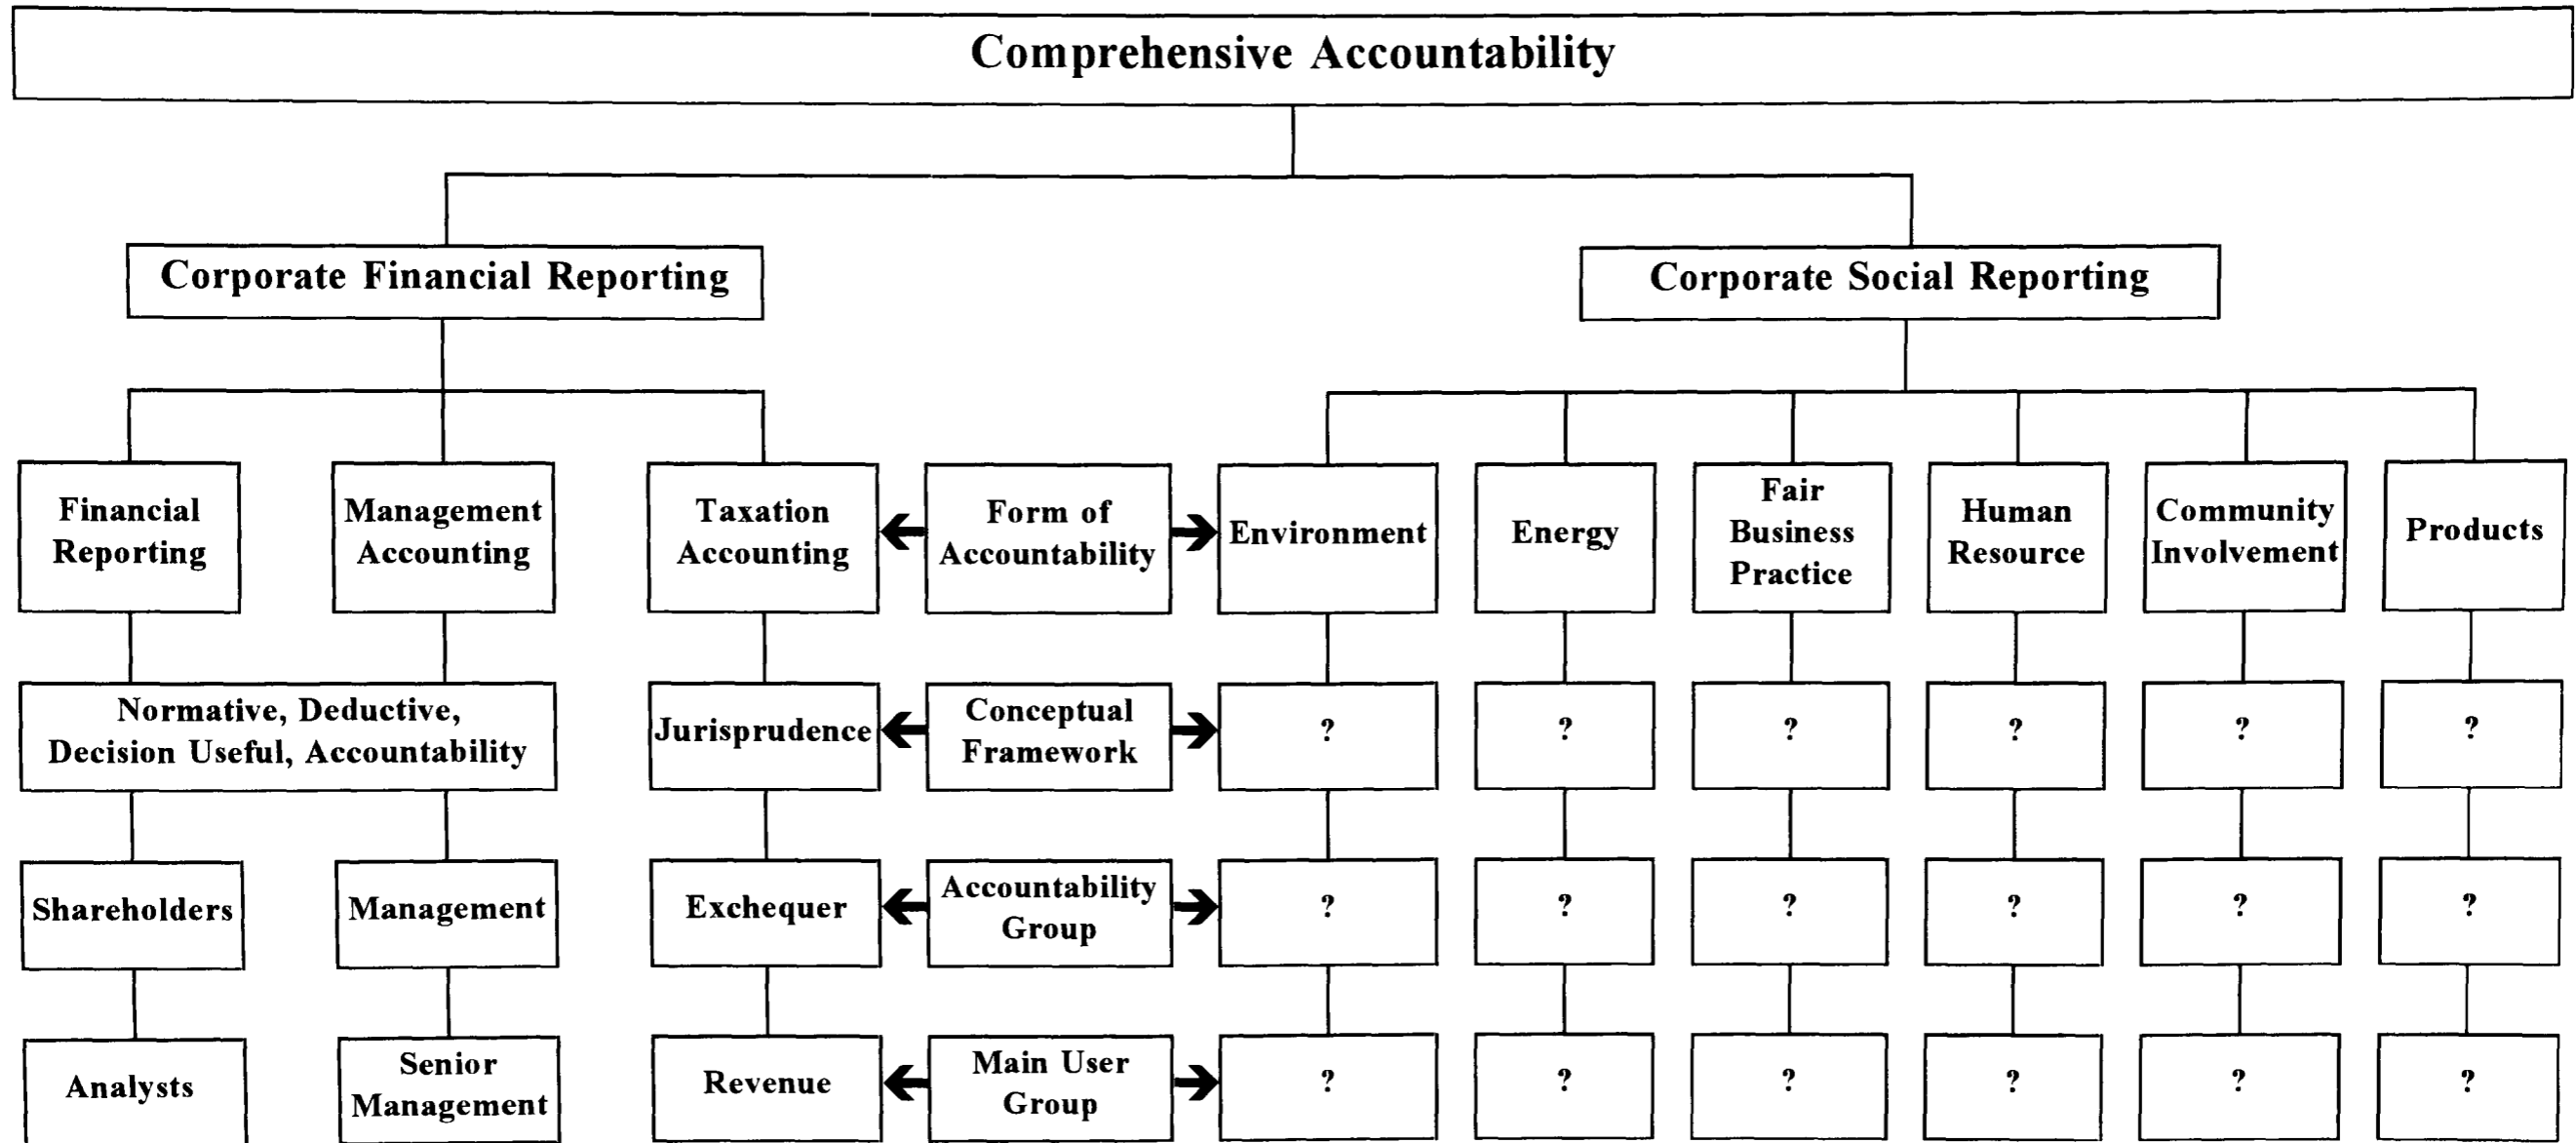 Comprehensive Accountability
Corporate Financial Reporting
Corporate Social Reporting
Financial
Reporting
Management
Accounting
Taxation
Accounting
Form of
Accountability
Environment
Energy
Fair
Business
Practice
Human
Resource
Community
Involvement
Products
Normative, Deductive,
Decision Useful, Accountability
Jurisprudence
Conceptual
Framework
?
?
?
?
?
?
Shareholders
Management
Exchequer
Accountability
Group
?
?
?
?
?
?
Analysts
Senior
Management
Revenue
Main User
Group
?
?
?
?
?
?